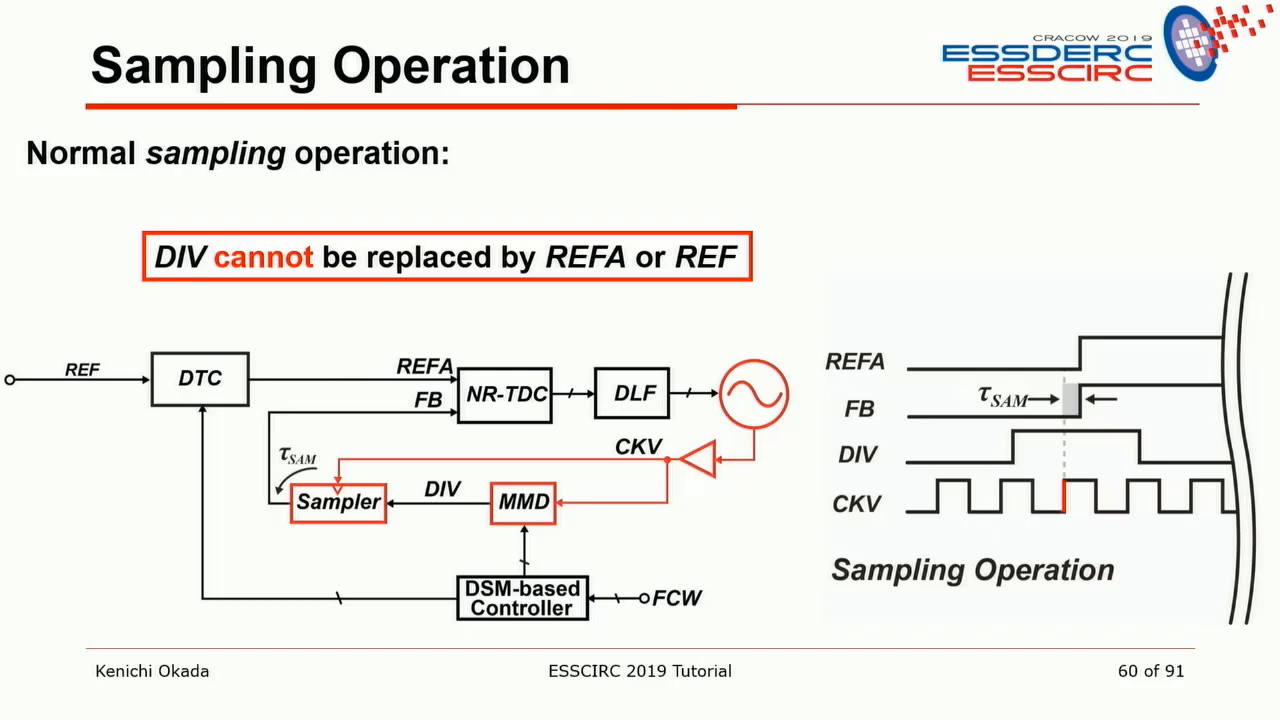 Sampling Operation
CRACOW 2019
ESSDERC
ESSCIRC
Normal sampling operation:
DIV cannot be replaced by REFA or REF
REF
DTC
REFA
FB
NR-TDC
DLF
CKV
τSAM
Sampler
DIV
MMD
DSM-based
Controller
FCW
REFA
FB
τSAM
DIV
CKV
Sampling Operation
Kenichi Okada
ESSCIRC 2019 Tutorial
60 of 91